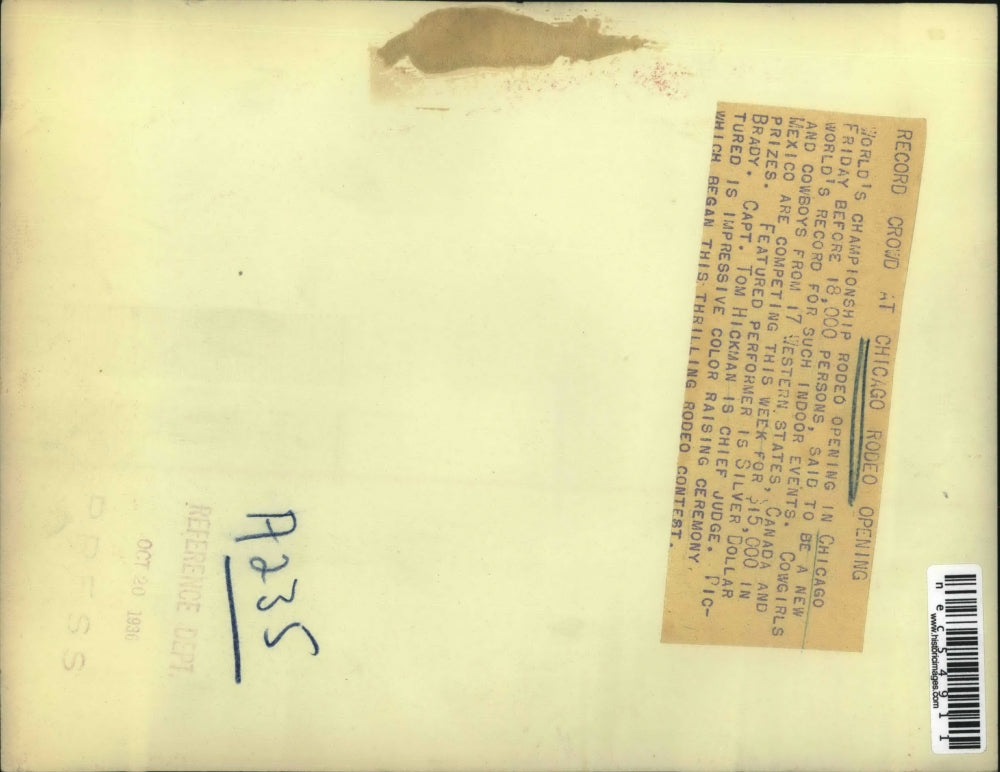 RECORD CROWD AT CHICAGO RODEO OPENING
WORLD'S CHAMPIONSHIP RODEO OPENING IN CHICAGO
FRIDAY BEFORE 18,000 PERSONS, SAID TO BE A NEW
WORLD'S RECORD FOR SUCH INDOOR EVENTS. COWGIRLS
AND COWBOYS FROM 17 WESTERN STATES, CANADA AND
MEXICO ARE COMPETING THIS WEEK FOR $15,000 IN
PRIZES. FEATURED PERFORMER IS SILVER DOLLAR
BRADY. CAPT. TOM HICKMAN IS CHIEF JUDGE. PIC-
TURED IS IMPRESSIVE COLOR RAISING CEREMONY,
WHICH BEGAN THIS THRILLING RODEO CONTEST.
A235
REFERENCE DEPT.
OCT 20 1936
PRESS
nec54911
www.historicimages.com